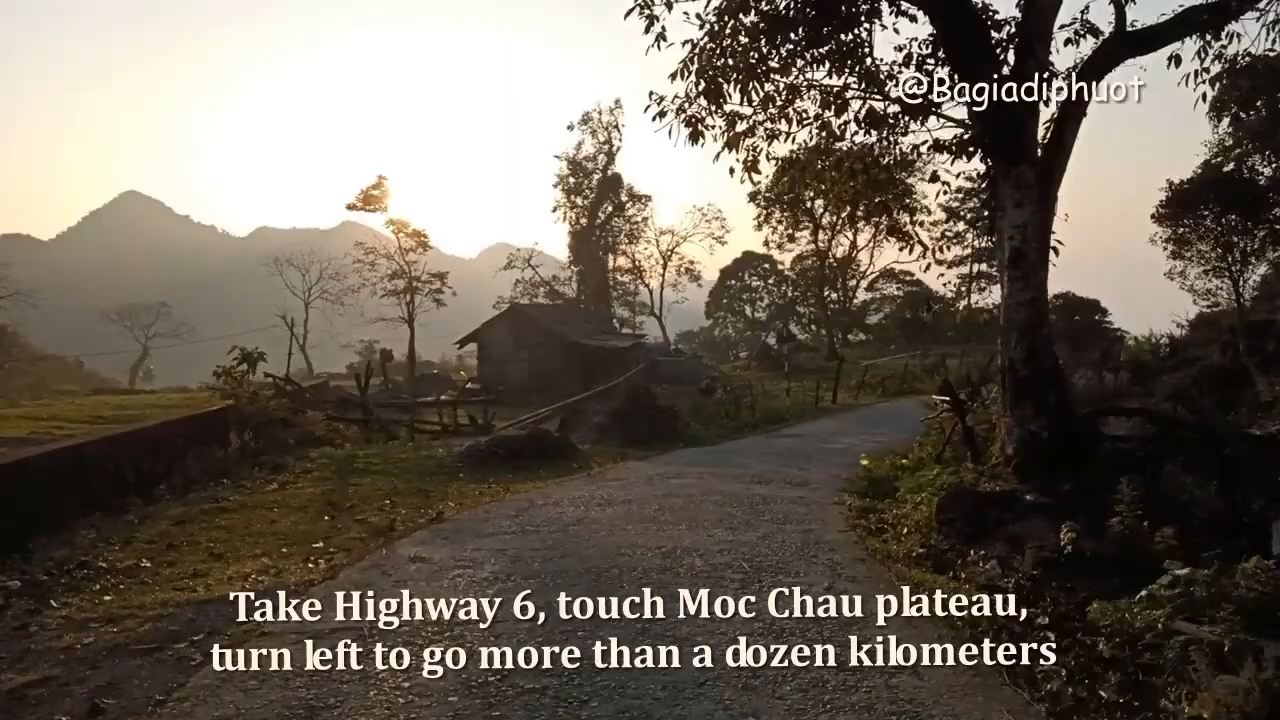 @Bagiadiphuot
Take Highway 6, touch Moc Chau plateau,
turn left to go more than a dozen kilometers